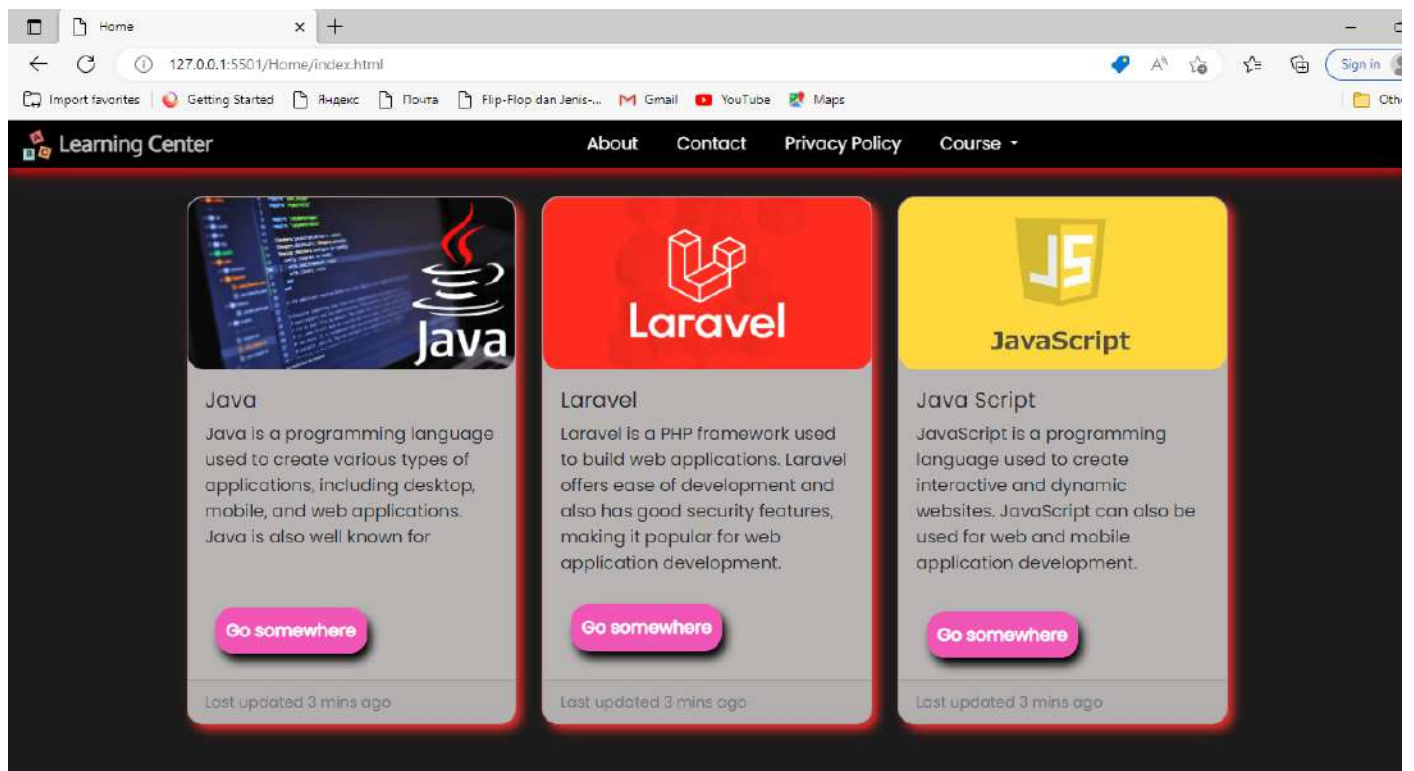 Home
127.0.0.1:5501/Home/index.html
Sign in
Import favorites
Getting Started
Яндекс
Почта
Flip-Flop dan Jenis-...
Gmail
YouTube
Maps
Learning Center
About
Contact
Privacy Policy
Course
Java
Laravel
JavaScript
Java
Java is a programming language
used to create various types of
applications, including desktop,
mobile, and web applications.
Java is also well known for
Go somewhere
Last updated 3 mins ago
Laravel
Laravel is a PHP framework used
to build web applications. Laravel
offers ease of development and
also has good security features,
making it popular for web
application development.
Go somewhere
Last updated 3 mins ago
JS
Java Script
JavaScript is a programming
language used to create
interactive and dynamic
websites. JavaScript can also be
used for web and mobile
application development.
Go somewhere
Last updated 3 mins ago